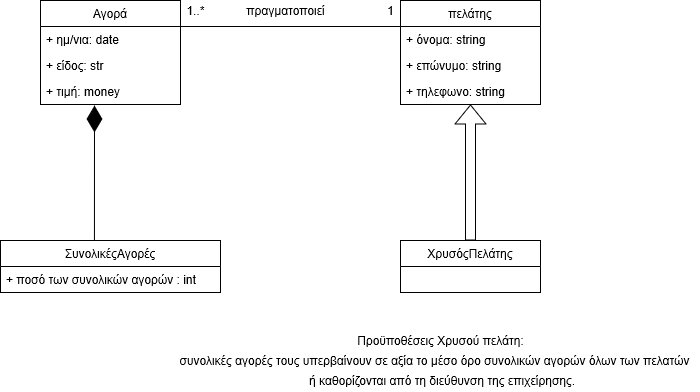 Αγορά
1..*
πραγματοποιεί
1
πελάτης
+ ημ/νια: date
+ είδος: str
+ τιμή: money
+ όνομα: string
+ επώνυμο: string
+ τηλεφωνο: string
ΣυνολικέςΑγορές
+ ποσό των συνολικών αγορών : int
ΧρυσόςΠελάτης
Προϋποθέσεις Χρυσού πελάτη:
συνολικές αγορές τους υπερβαίνουν σε αξία το μέσο όρο συνολικών αγορών όλων των πελατών
ή καθορίζονται από τη διεύθυνση της επιχείρησης.